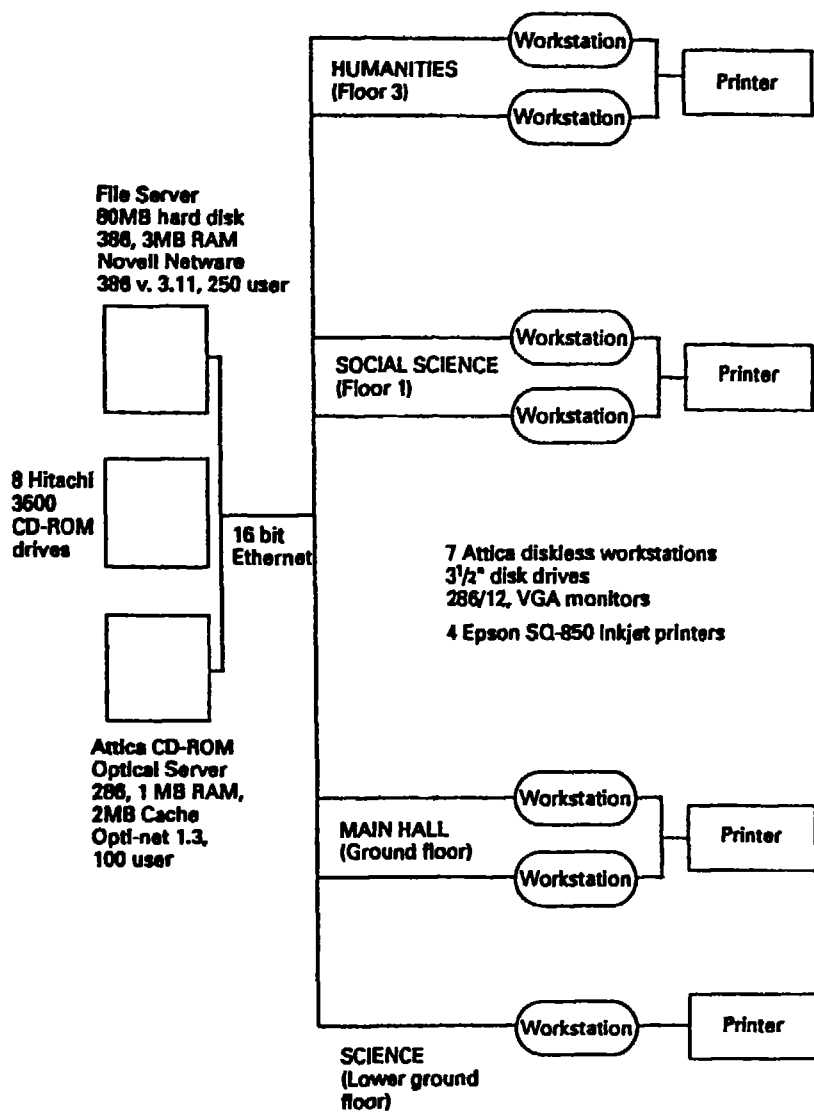 Workstation
HUMANITIES
(Floor 3)
Printer
Workstation
File Server
80MB hard disk
386, 3MB RAM
Novell Netware
386 v. 3.11, 250 user
Workstation
SOCIAL SCIENCE
(Floor 1)
Printer
Workstation
8 Hitachi
3600
CD-ROM
drives
16 bit
Ethernet
7 Attica diskless workstations
3½" disk drives
286/12, VGA monitors
4 Epson SQ-850 Inkjet printers
Attica CD-ROM
Optical Server
286, 1 MB RAM,
2MB Cache
Opti-net 1.3,
100 user
Workstation
MAIN HALL
(Ground floor)
Printer
Workstation
Workstation
Printer
SCIENCE
(Lower ground
floor)